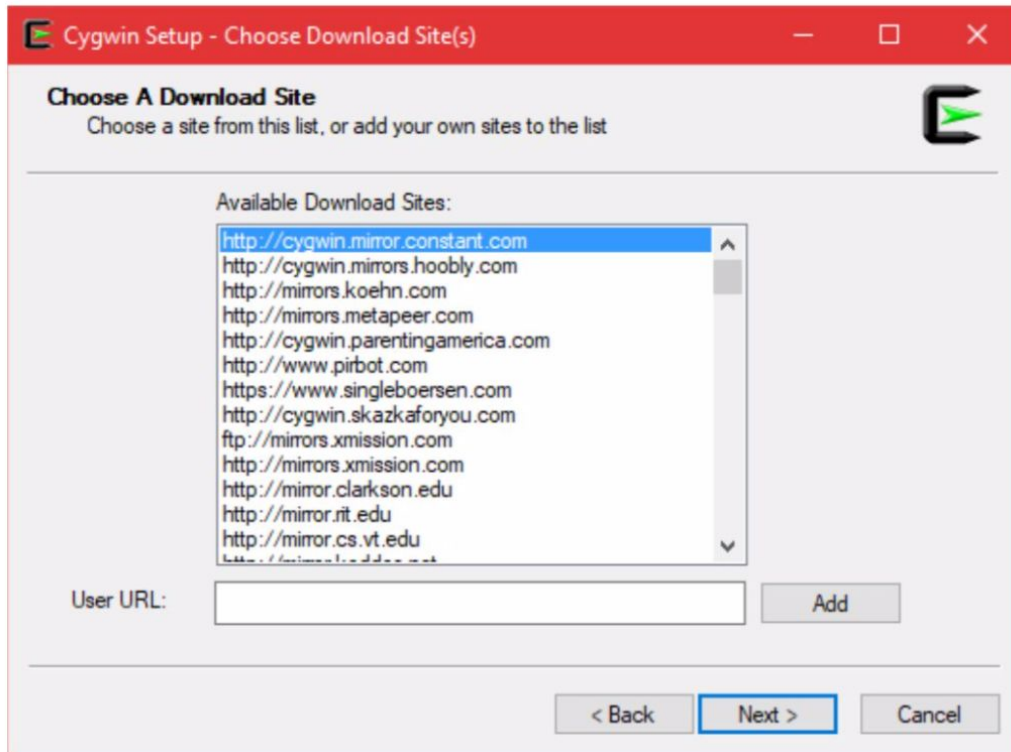 Cygwin Setup - Choose Download Site(s)
Choose A Download Site
Choose a site from this list, or add your own sites to the list
Available Download Sites:
http://cygwin.mirror.constant.com
http://cygwin.mirrors.hoobly.com
http://mirrors.koehn.com
http://mirrors.metapeer.com
http://cygwin.parentingamerica.com
http://www.pirbot.com
https://www.singleboersen.com
http://cygwin.skazkaforyou.com
ftp://mirrors.xmission.com
http://mirrors.xmission.com
http://mirror.clarkson.edu
http://mirror.rit.edu
http://mirror.cs.vt.edu
User URL:
Add
< Back
Next >
Cancel